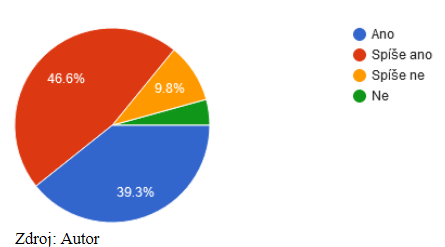 Ano
Spíše ano
Spíše ne
Ne
46.6%
9.8%
39.3%
Zdroj: Autor